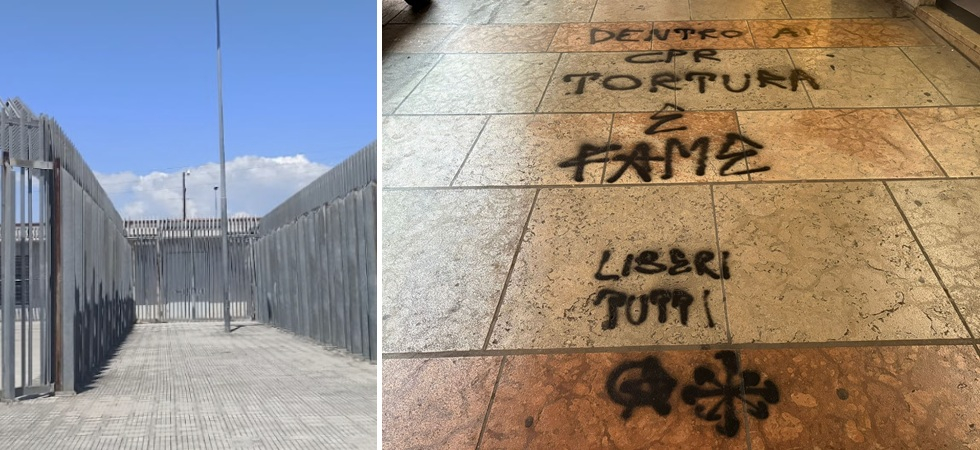 DENTRO AI
CPR
TORTURA
È
FAME
LIBERI
TUTTI